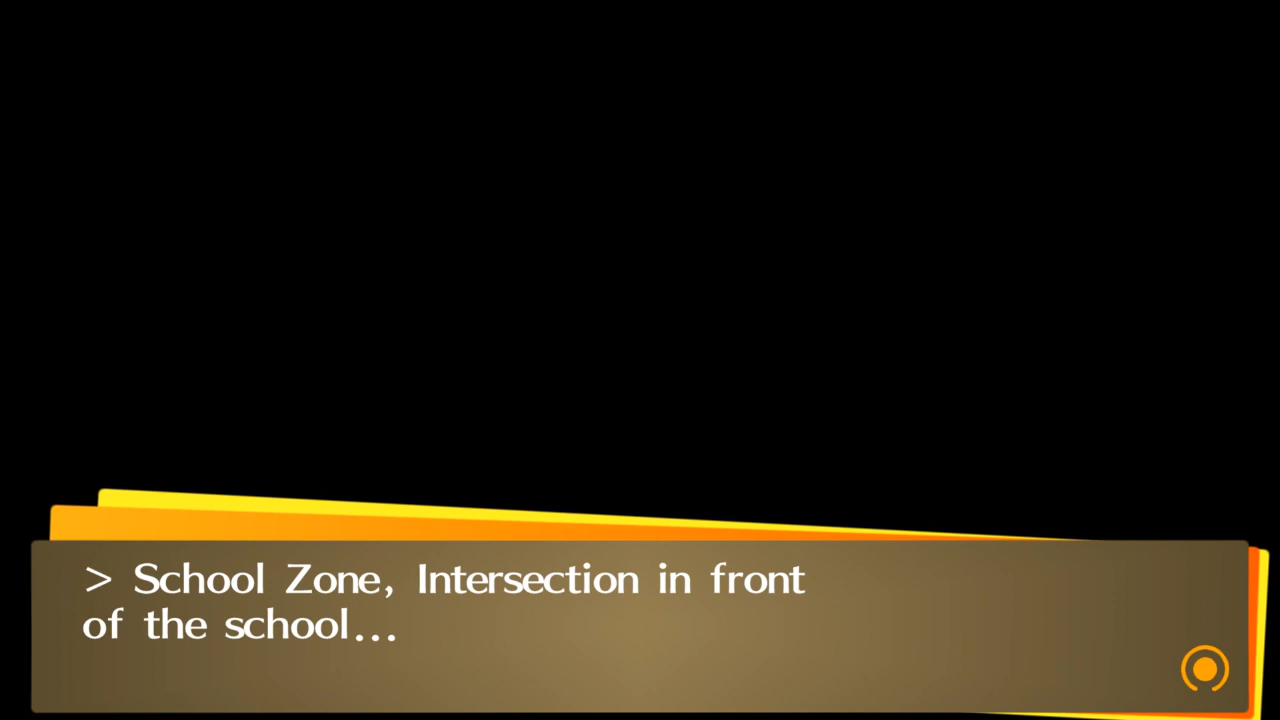 > School Zone, Intersection in front
of the school...